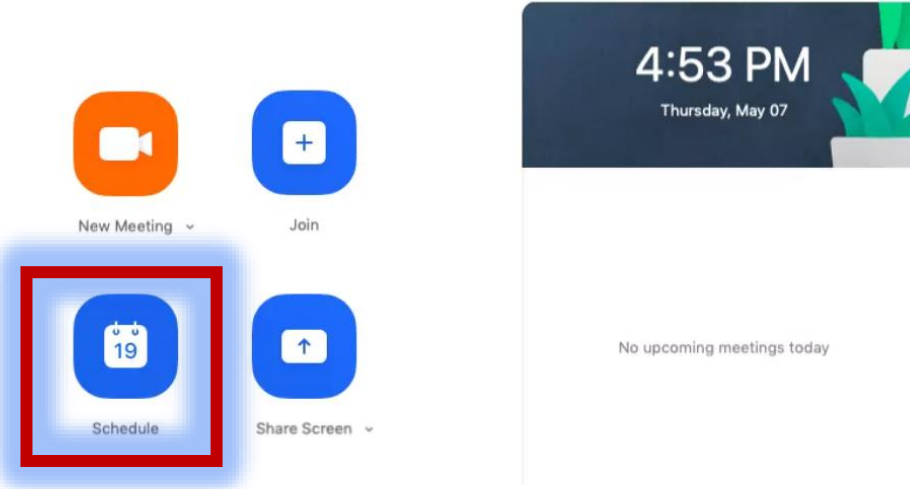 4:53 PM
Thursday, May 07
New Meeting
Join
19
Schedule
Share Screen
No upcoming meetings today